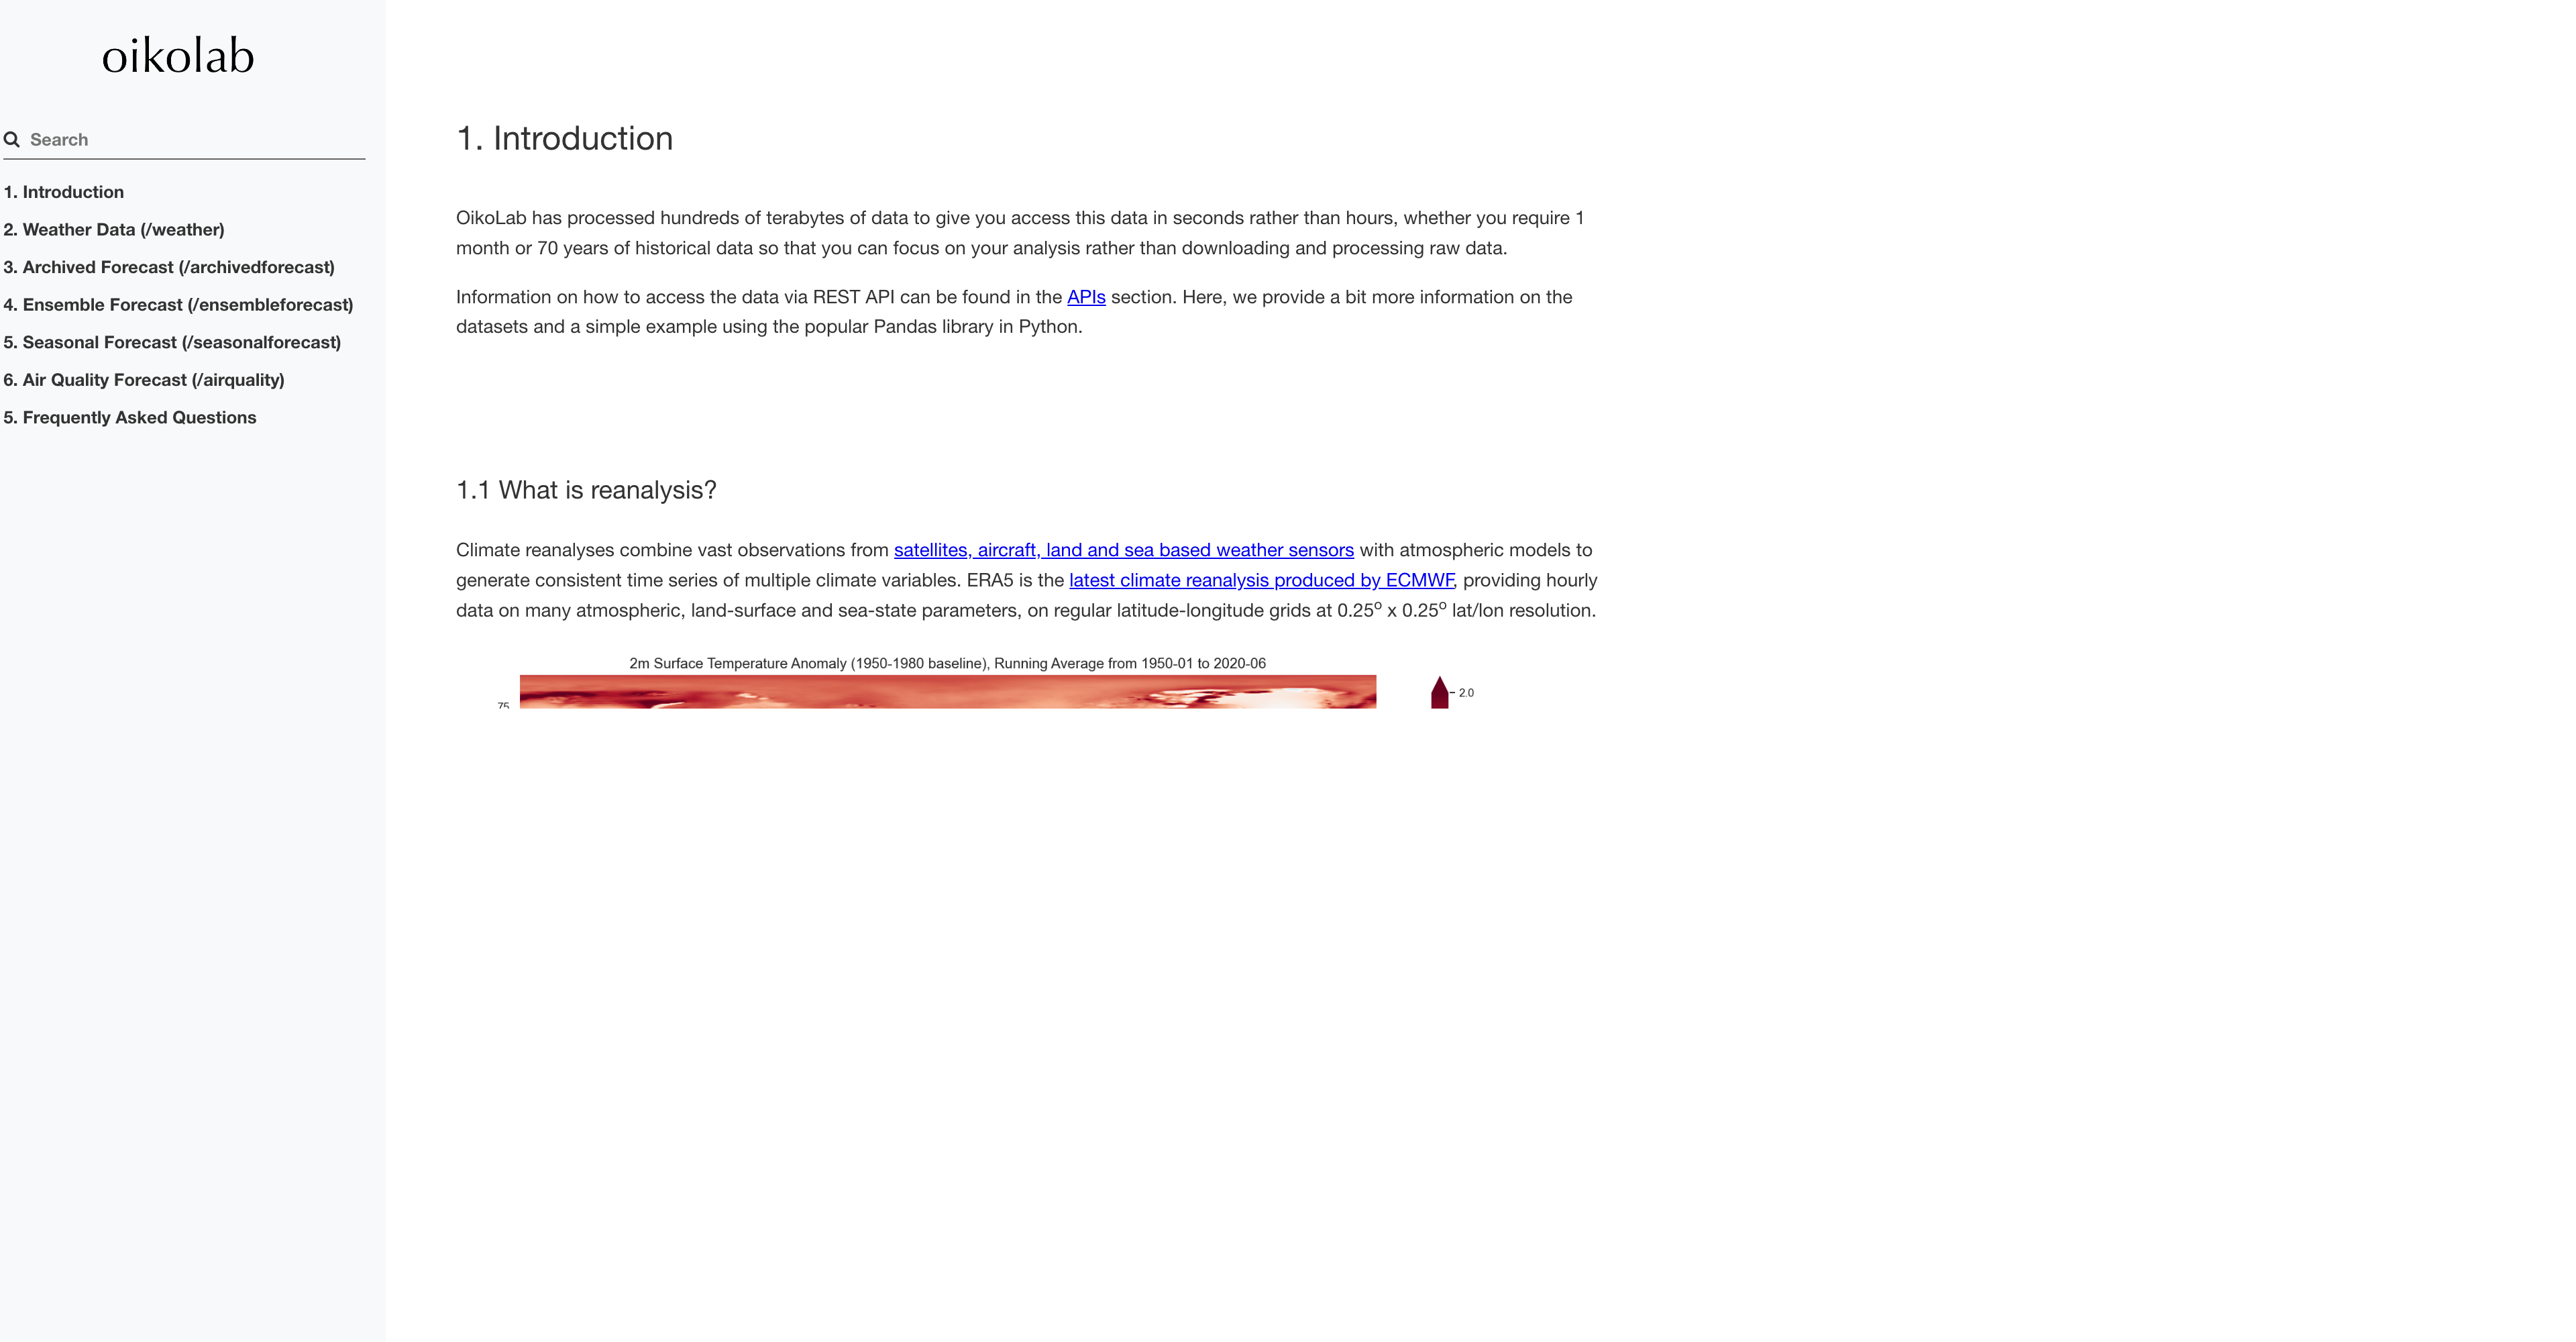 oikolab
Search
1. Introduction
2. Weather Data (/weather)
3. Archived Forecast (/archivedforecast)
4. Ensemble Forecast (/ensembleforecast)
5. Seasonal Forecast (/seasonalforecast)
6. Air Quality Forecast (/airquality)
5. Frequently Asked Questions
1. Introduction
OikoLab has processed hundreds of terabytes of data to give you access this data in seconds rather than hours, whether you require 1
month or 70 years of historical data so that you can focus on your analysis rather than downloading and processing raw data.
Information on how to access the data via REST API can be found in the APIs section. Here, we provide a bit more information on the
datasets and a simple example using the popular Pandas library in Python.
1.1 What is reanalysis?
Climate reanalyses combine vast observations from satellites, aircraft, land and sea based weather sensors with atmospheric models to
generate consistent time series of multiple climate variables. ERA5 is the latest climate reanalysis produced by ECMWF, providing hourly
data on many atmospheric, land-surface and sea-state parameters, on regular latitude-longitude grids at 0.25º x 0.25º lat/lon resolution.
2m Surface Temperature Anomaly (1950-1980 baseline), Running Average from 1950-01 to 2020-06
2.0
75